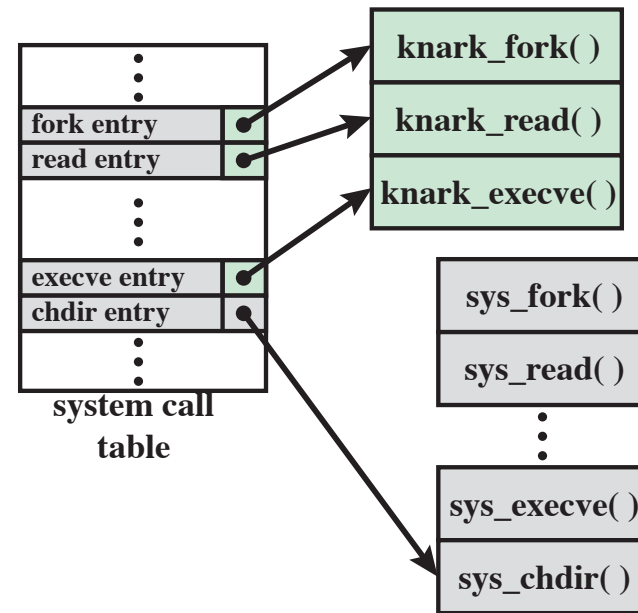 fork entry
read entry
execve entry
chdir entry
system call
table
knark_fork( )
knark_read( )
knark_execve( )
sys_fork( )
sys_read( )
sys_execve( )
sys_chdir( )